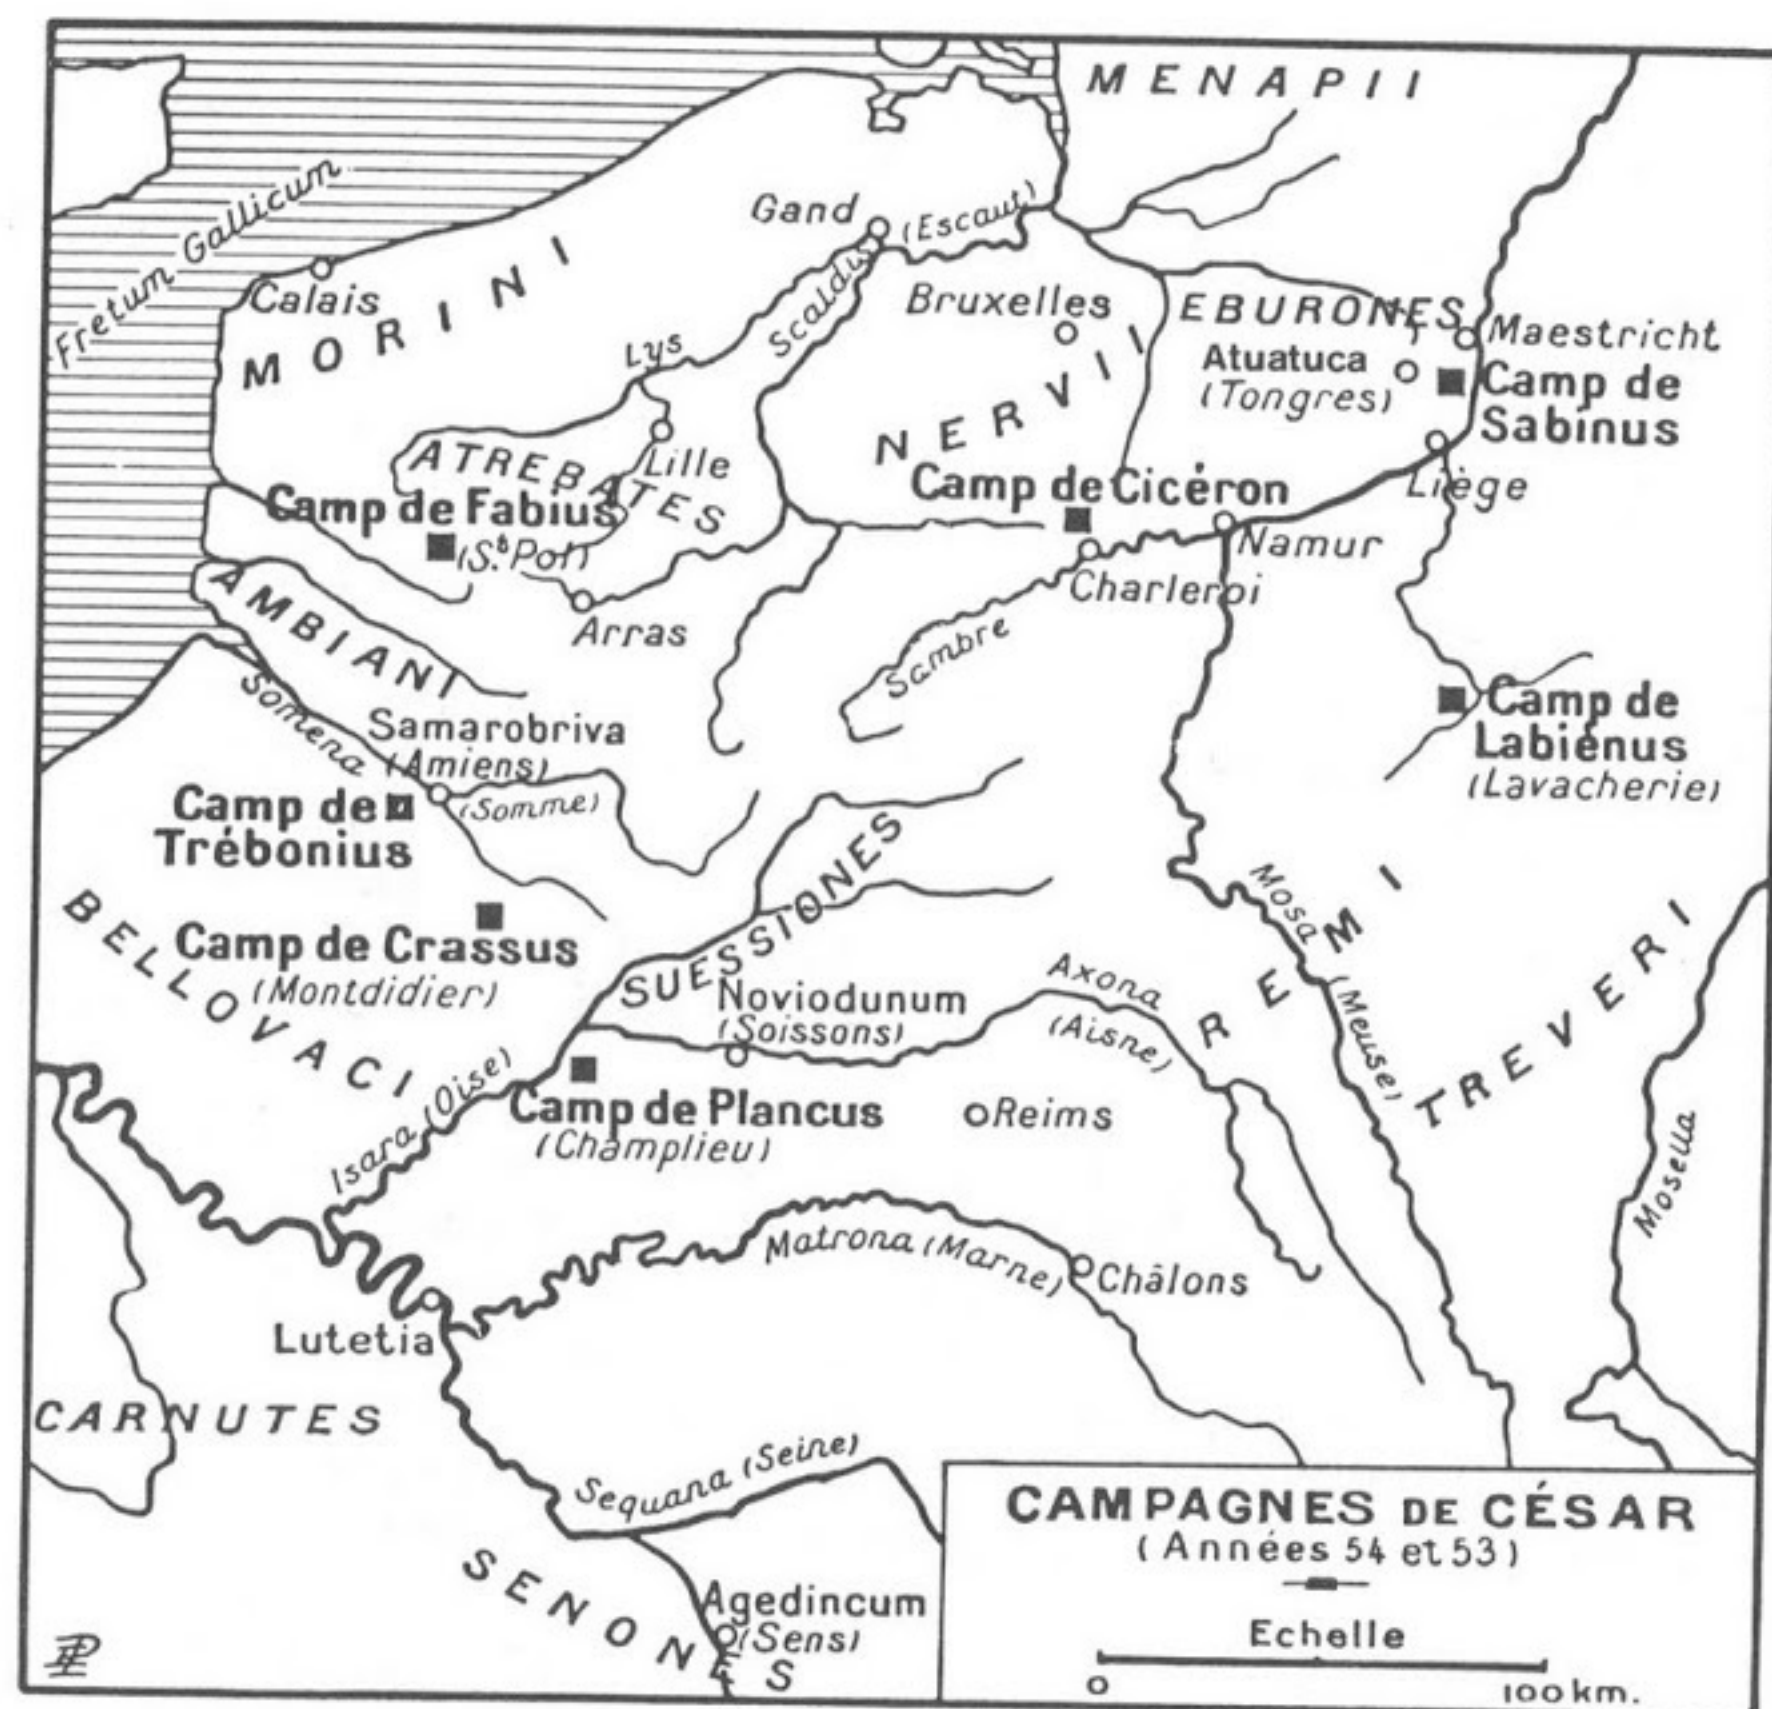 MENAPII
Fretum Gallicum
Gand
(Escaut)
Calais
MORINI
Bruxelles
Scaldis
EBURONES
Maestricht
Lys
Atuatuca
(Tongres)
Camp de
Sabinus
NERVII
ATREBATES
Lille
Camp de Fabius
(St. Pol)
Camp de Cicéron
Liège
Namur
Charleroi
AMBIANI
Arras
Sambre
Somena
Samarobriva
(Amiens)
(Somme)
Camp de
Labiénus
(Lavacherie)
Camp de
Trébonius
SUESSIONES
Mosa
(Meuse)
REMI
TREVERI
BELLOVACI
Camp de Crassus
(Montdidier)
Noviodunum
(Soissons)
Axona
(Aisne)
Isara (Oise)
Camp de Plancus
(Champlieu)
Reims
Mosella
Matrona (Marne)
Châlons
Lutetia
CARNUTES
Sequana (Seine)
SENONES
Agedincum
(Sens)
CAMPAGNES DE CÉSAR
(Années 54 et 53)
Echelle
0 100 km.